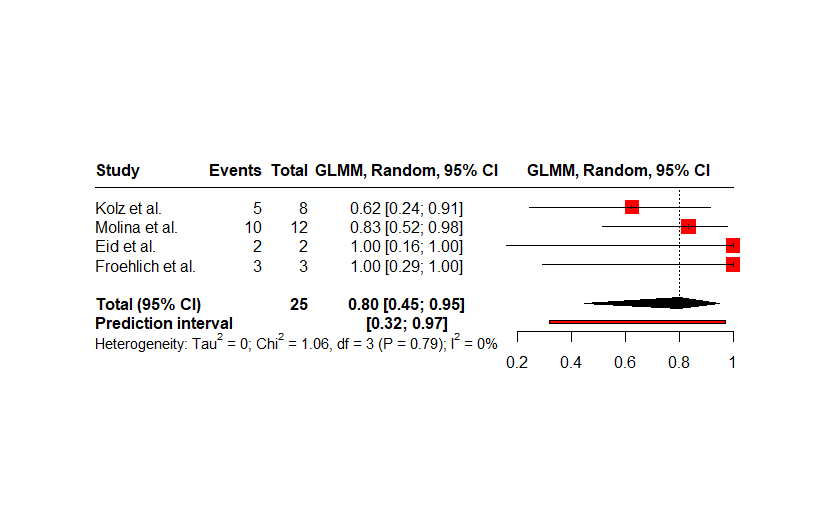 Study Events Total GLMM, Random, 95% CI GLMM, Random, 95% CI
Kolz et al. 5 8 0.62 [0.24; 0.91]
Molina et al. 10 12 0.83 [0.52; 0.98]
Eid et al. 2 2 1.00 [0.16; 1.00]
Froehlich et al. 3 3 1.00 [0.29; 1.00]
Total (95% CI) 25 0.80 [0.45; 0.95]
Prediction interval [0.32; 0.97]
Heterogeneity: Tau² = 0; Chi² = 1.06, df = 3 (P = 0.79); I² = 0%
0.2 0.4 0.6 0.8 1